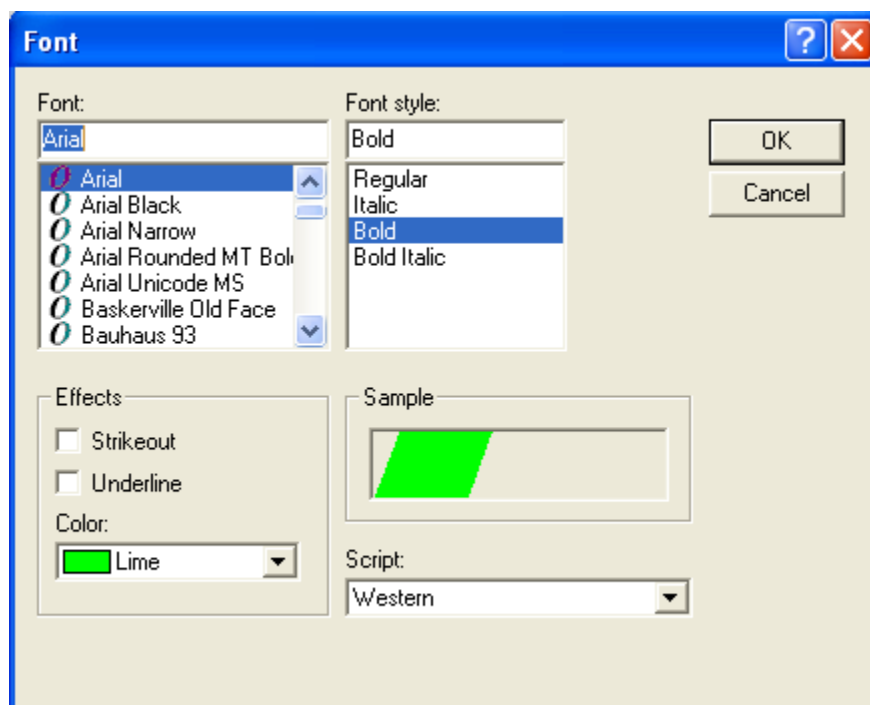 Font
Font:
Arial
Arial
Arial Black
Arial Narrow
Arial Rounded MT Bol
Arial Unicode MS
Baskerville Old Face
Bauhaus 93
Font style:
Bold
Regular
Italic
Bold
Bold Italic
OK
Cancel
Effects
Strikeout
Underline
Color:
Lime
Sample
Script:
Western